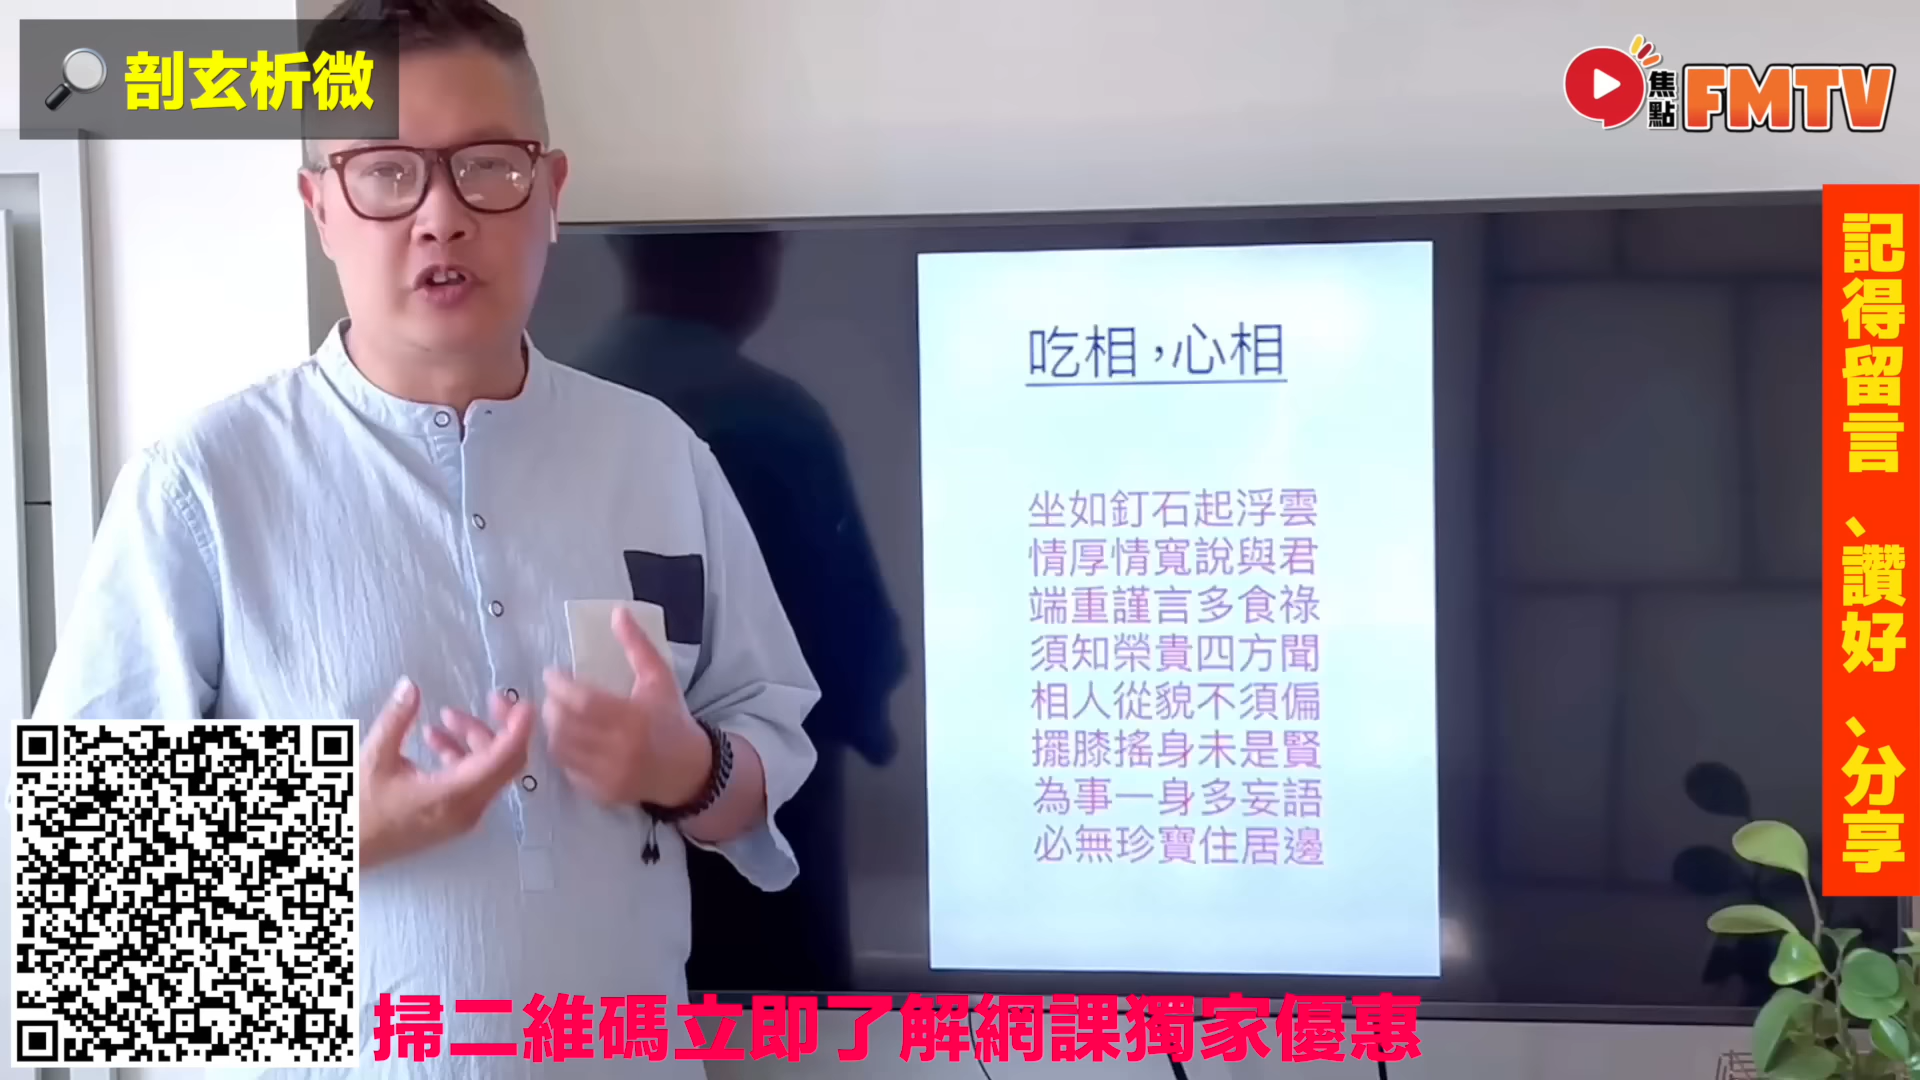 剖玄析微
焦點
FMTV
吃相，心相
坐如釘石起浮雲
情厚情寬說與君
端重謹言多食祿
須知榮貴四方聞
相人從貌不須偏
擺膝搖身未是賢
為事一身多妄語
必無珍寶住居邊
記得留言、讚好、分享
掃二維碼立即了解網課獨家優惠